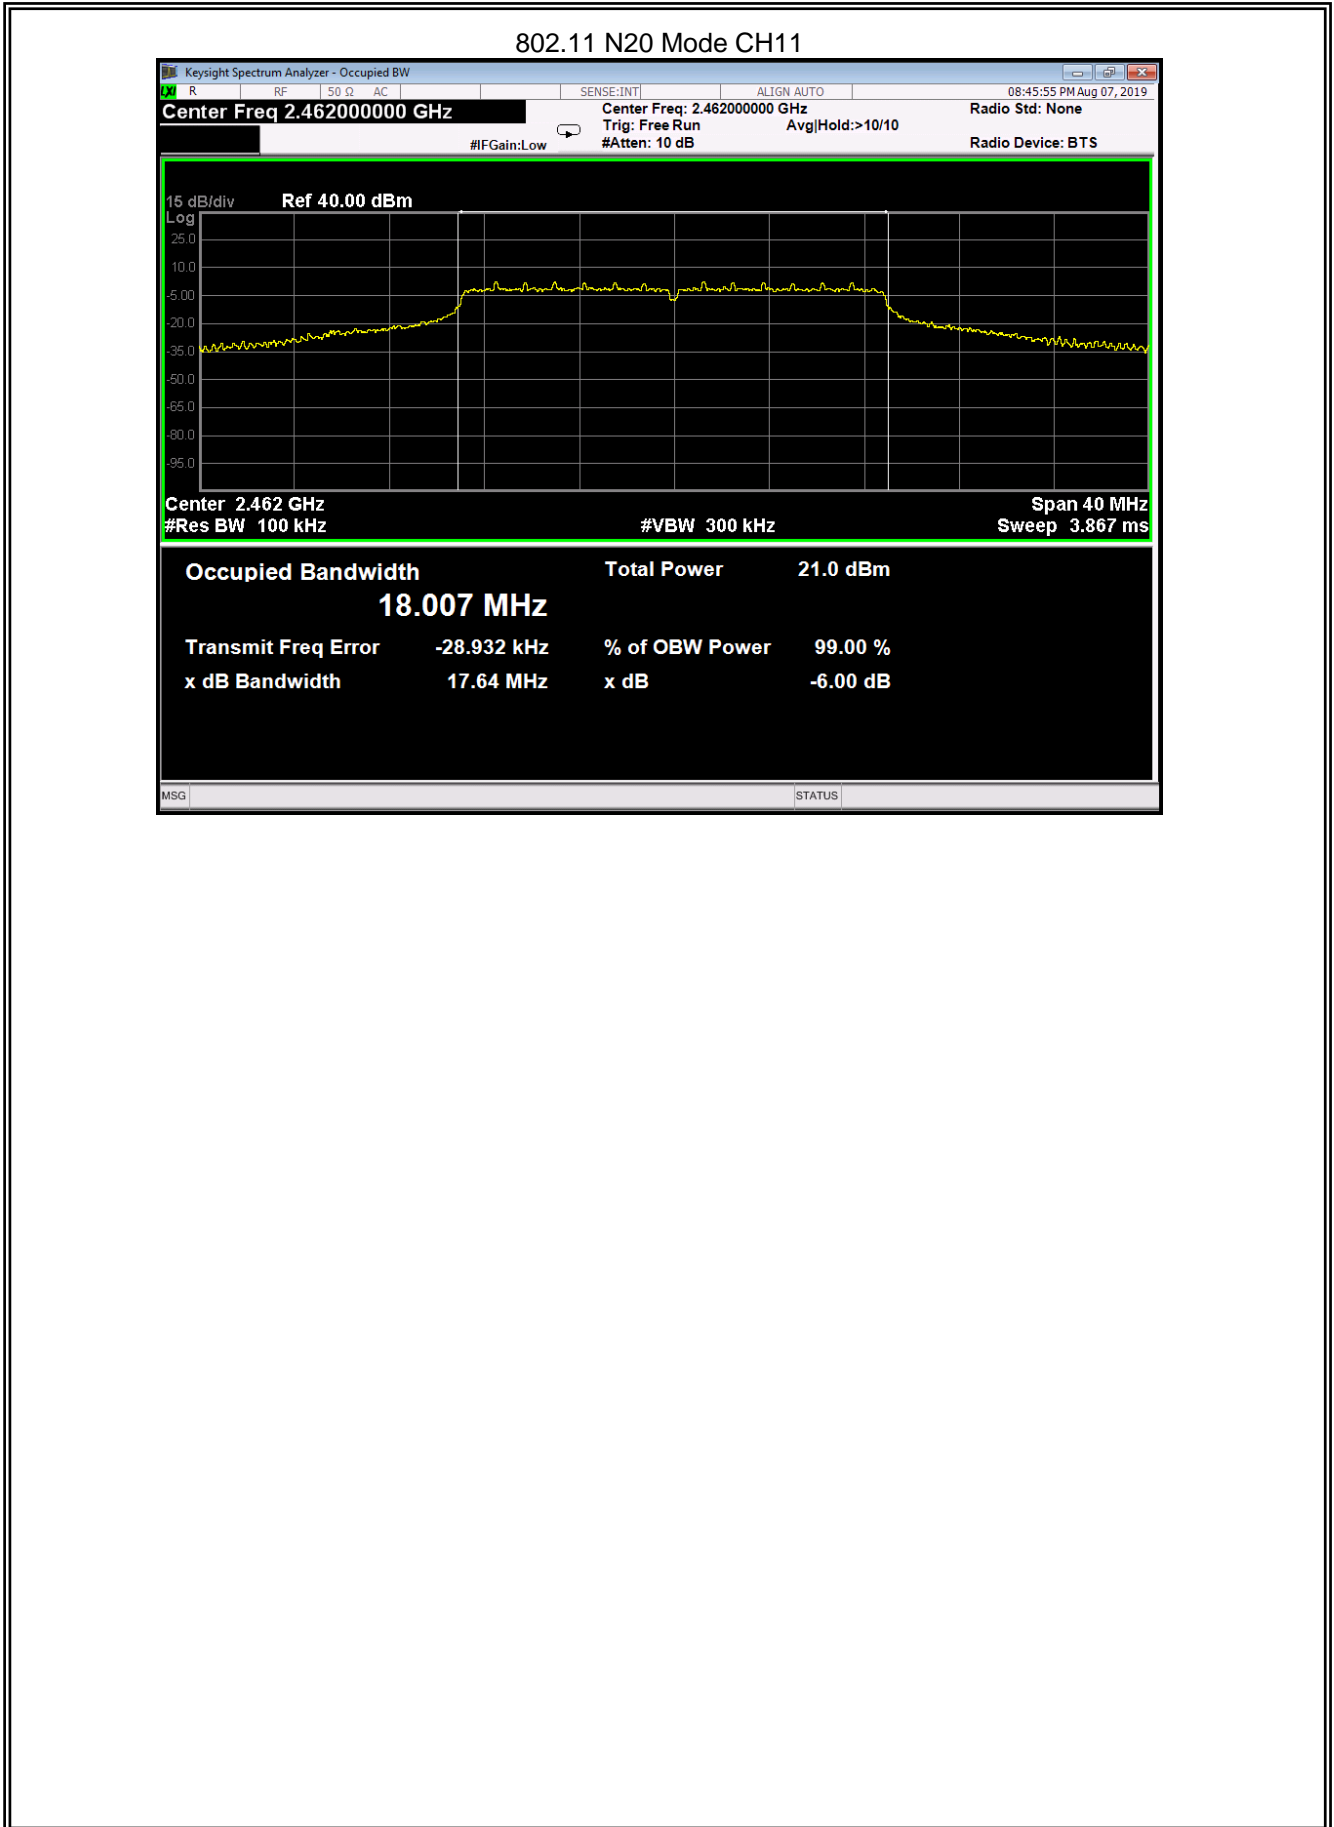 802.11 N20 Mode CH11
Keysight Spectrum Analyzer - Occupied BW
LXI R RF 50 Ω AC SENSE:INT ALIGN AUTO 08:45:55 PM Aug 07, 2019
Center Freq 2.462000000 GHz Center Freq: 2.462000000 GHz Radio Std: None
Trig: Free Run Avg|Hold:>10/10
#IFGain:Low #Atten: 10 dB Radio Device: BTS
15 dB/div Ref 40.00 dBm
Log
25.0
10.0
-5.00
-20.0
-35.0
-50.0
-65.0
-80.0
-95.0
Center 2.462 GHz Span 40 MHz
#Res BW 100 kHz #VBW 300 kHz Sweep 3.867 ms
Occupied Bandwidth Total Power 21.0 dBm
18.007 MHz
Transmit Freq Error -28.932 kHz % of OBW Power 99.00 %
x dB Bandwidth 17.64 MHz x dB -6.00 dB
MSG STATUS